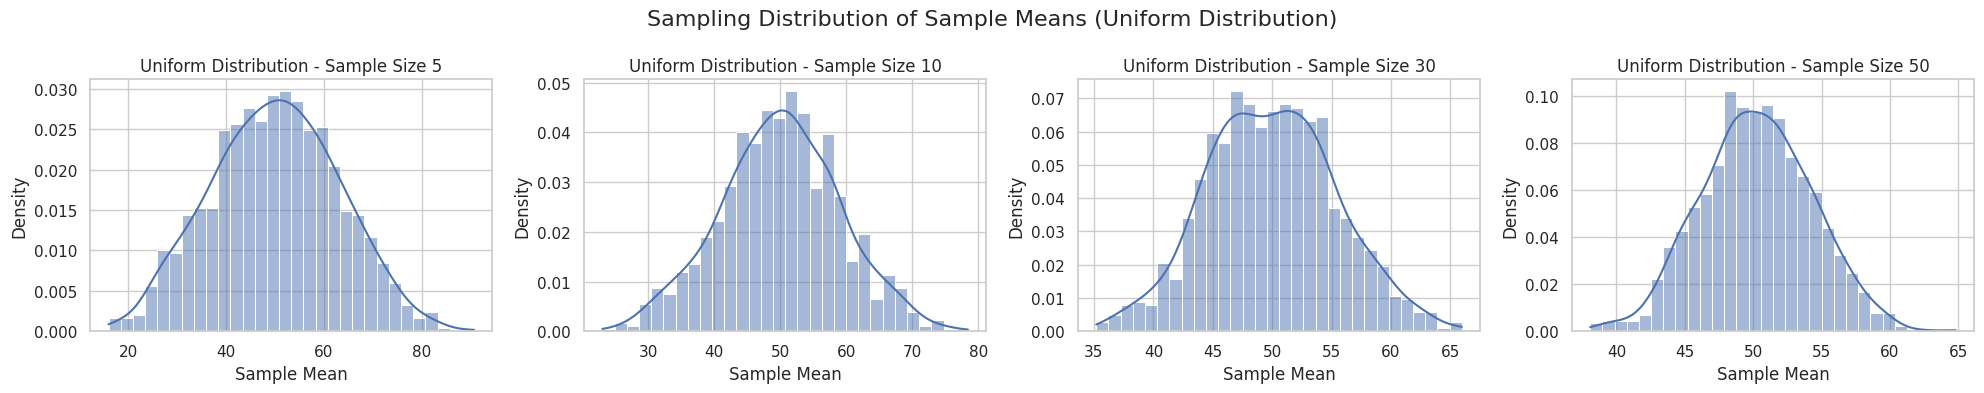 Sampling Distribution of Sample Means (Uniform Distribution)
Uniform Distribution - Sample Size 5
0.030
0.025
0.020
0.015
0.010
0.005
0.000
Density
20 40 60 80
Sample Mean
Uniform Distribution - Sample Size 10
0.05
0.04
0.03
0.02
0.01
0.00
Density
30 40 50 60 70 80
Sample Mean
Uniform Distribution - Sample Size 30
0.07
0.06
0.05
0.04
0.03
0.02
0.01
0.00
Density
35 40 45 50 55 60 65
Sample Mean
Uniform Distribution - Sample Size 50
0.10
0.08
0.06
0.04
0.02
0.00
Density
40 45 50 55 60 65
Sample Mean